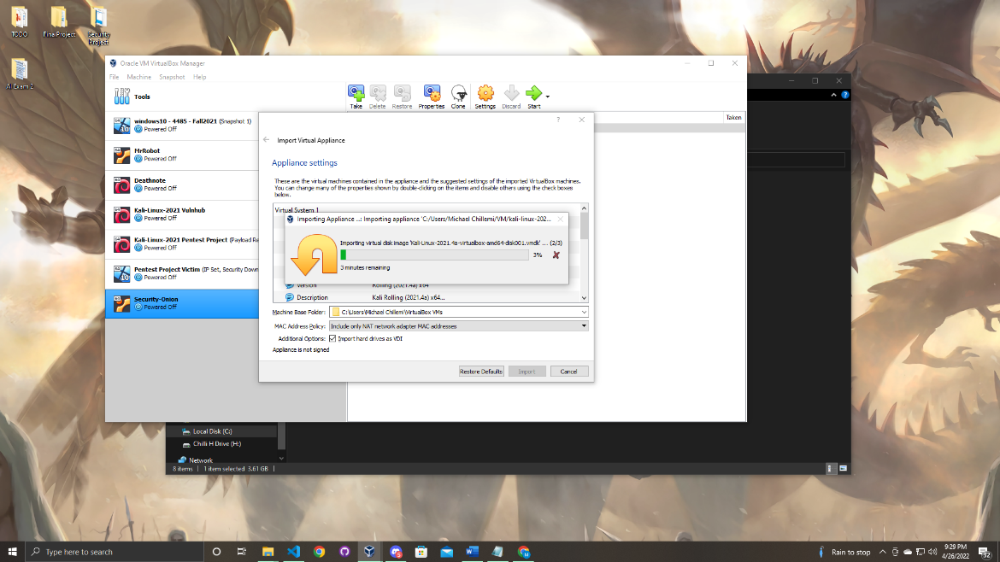 TODO
FinalProject
Security
Project
AI Exam 2
Oracle VM VirtualBox Manager
File Machine Snapshot Help
Tools
Take Delete Restore Properties Clone Settings Discard Start
Taken
windows10 - 4485 - Fall2021 (Snapshot 1)
Powered Off
MrRobot
Powered Off
Deathnote
Powered Off
Kali-Linux-2021 Vulnhub
Powered Off
Kali-Linux-2021 Pentest Project (Payload Re
Powered Off
Pentest Project Victim (IP Set, Security Down
Powered Off
Security-Onion
Powered Off
Import Virtual Appliance
Appliance settings
These are the virtual machines contained in the appliance and the suggested settings of the imported VirtualBox machines.
You can change many of the properties shown by double-clicking on the items and disable others using the check boxes
below.
Virtual System 1
Importing Appliance ...: Importing appliance 'C:/Users/Michael Chillemi/VM/kali-linux-202...
Importing virtual disk image 'Kali-Linux-2021.4a-virtualbox-amd64-disk001.vmdk' ... (2/3)
3%
3 minutes remaining
Version Rolling (2021.4a) x64
Description Kali Rolling (2021.4a) x64...
Machine Base Folder: C:\Users\Michael Chillemi\VirtualBox VMs
MAC Address Policy: Include only NAT network adapter MAC addresses
Additional Options: Import hard drives as VDI
Appliance is not signed
Restore Defaults Import Cancel
Local Disk (C:)
Chilli H Drive (H:)
Network
8 items 1 item selected 3.61 GB
Type here to search
5
Rain to stop
9:29 PM
4/26/2022
32